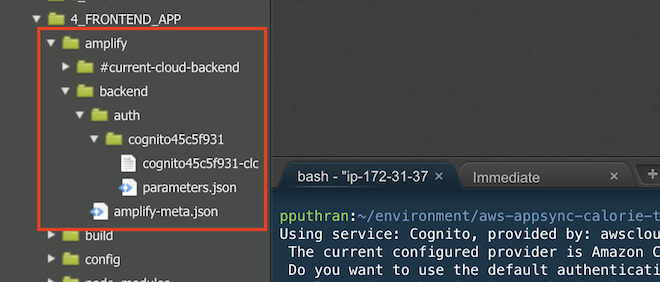 4_FRONTEND_APP
amplify
#current-cloud-backend
backend
auth
cognito45c5f931
cognito45c5f931-clc
parameters.json
amplify-meta.json
build
config
node_modules
bash - "ip-172-31-37 × Immediate ×
pputhran:~/environment/aws-appsync-calorie-t
Using service: Cognito, provided by: awsclou
The current configured provider is Amazon C
Do you want to use the default authenticati